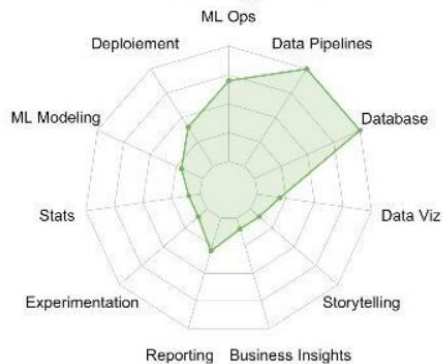 ML Ops
Deploiement
Data Pipelines
ML Modeling
Database
Stats
Data Viz
Experimentation
Storytelling
Reporting
Business Insights